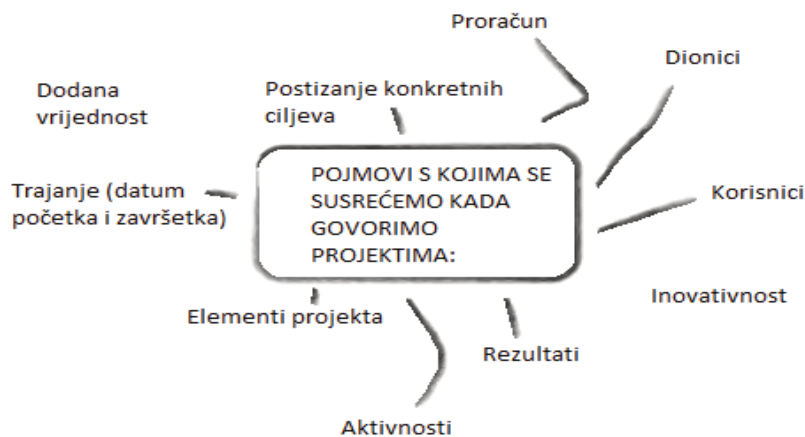 Proračun
Dionici
Dodana
vrijednost
Postizanje konkretnih
ciljeva
POJMOVI S KOJIMA SE
SUSREĆEMO KADA
GOVORIMO
PROJEKTIMA:
Trajanje (datum
početka i završetka)
Korisnici
Inovativnost
Elementi projekta
Rezultati
Aktivnosti